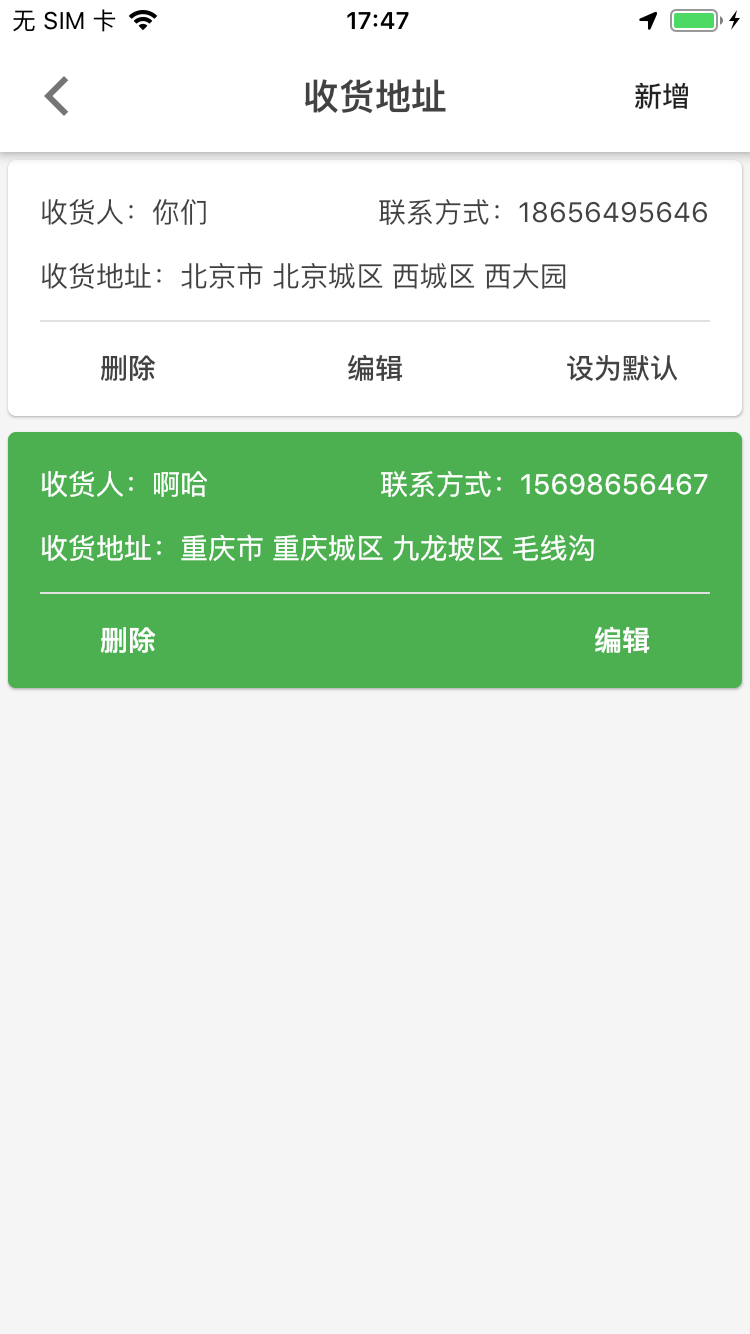 无 SIM 卡 17:47
收货地址 新增
收货人：你们 联系方式：18656495646
收货地址：北京市 北京城区 西城区 西大园
删除 编辑 设为默认
收货人：啊哈 联系方式：15698656467
收货地址：重庆市 重庆城区 九龙坡区 毛线沟
删除 编辑